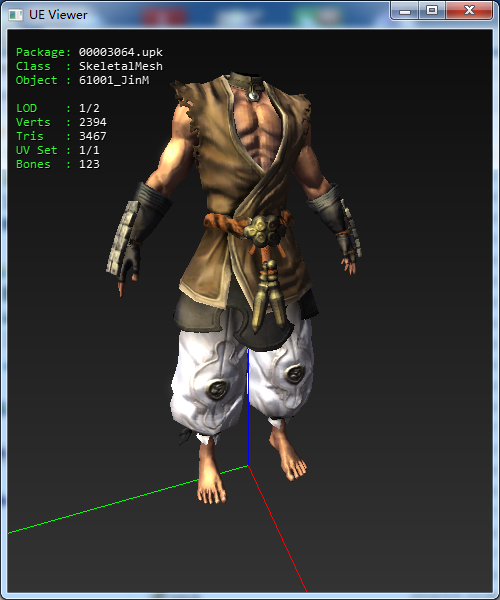 UE Viewer
Package: 00003064.upk
Class  : SkeletalMesh
Object : 61001_JinM
LOD    : 1/2
Verts  : 2394
Tris   : 3467
UV Set : 1/1
Bones  : 123